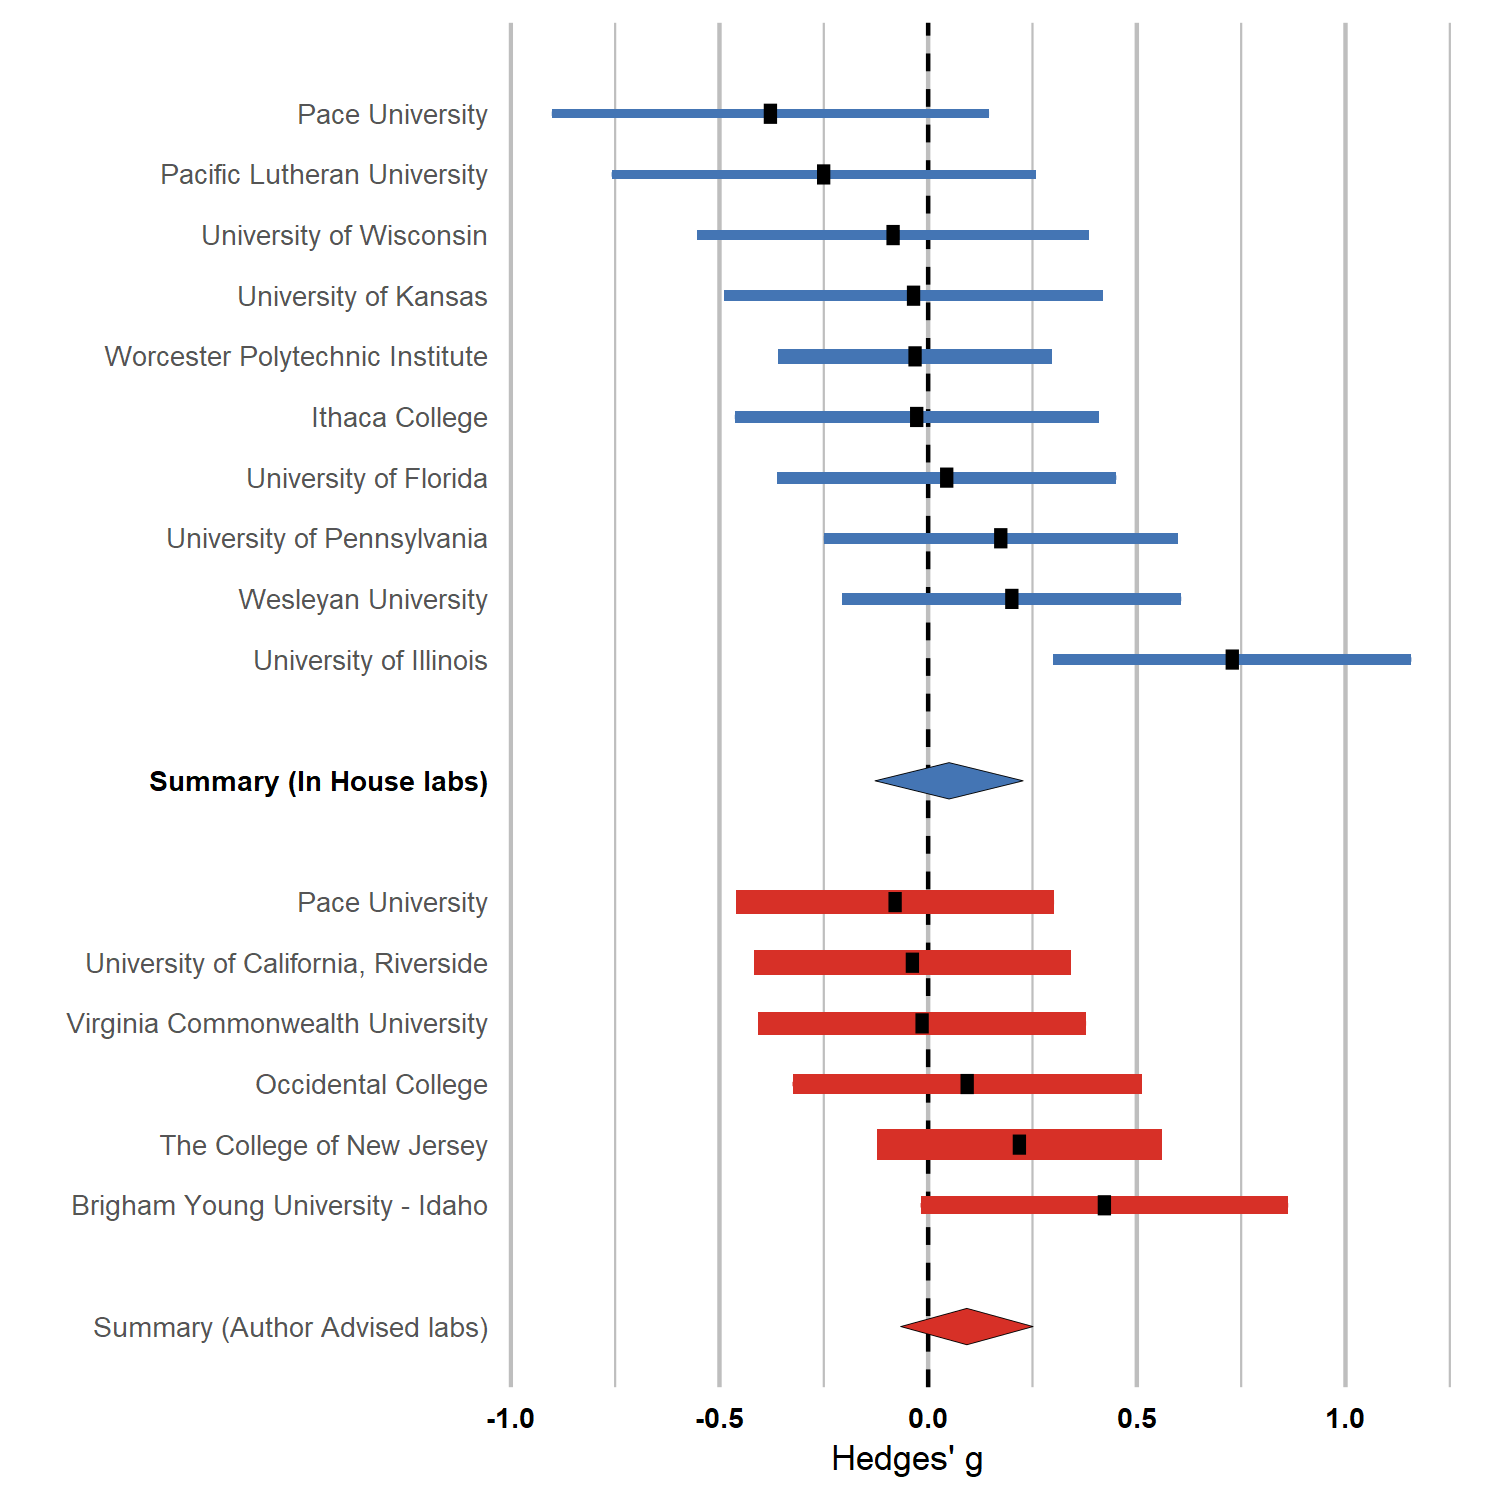 Pace University
Pacific Lutheran University
University of Wisconsin
University of Kansas
Worcester Polytechnic Institute
Ithaca College
University of Florida
University of Pennsylvania
Wesleyan University
University of Illinois
Summary (In House labs)
Pace University
University of California, Riverside
Virginia Commonwealth University
Occidental College
The College of New Jersey
Brigham Young University - Idaho
Summary (Author Advised labs)
-1.0 -0.5 0.0 0.5 1.0
Hedges' g